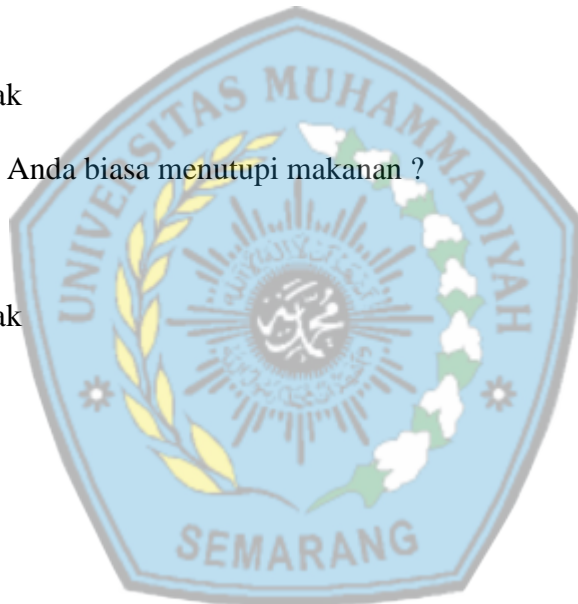 ak
Anda biasa menutupi makanan ?
ak
UNIVERSITAS MUHAMMADIYAH
SEMARANG